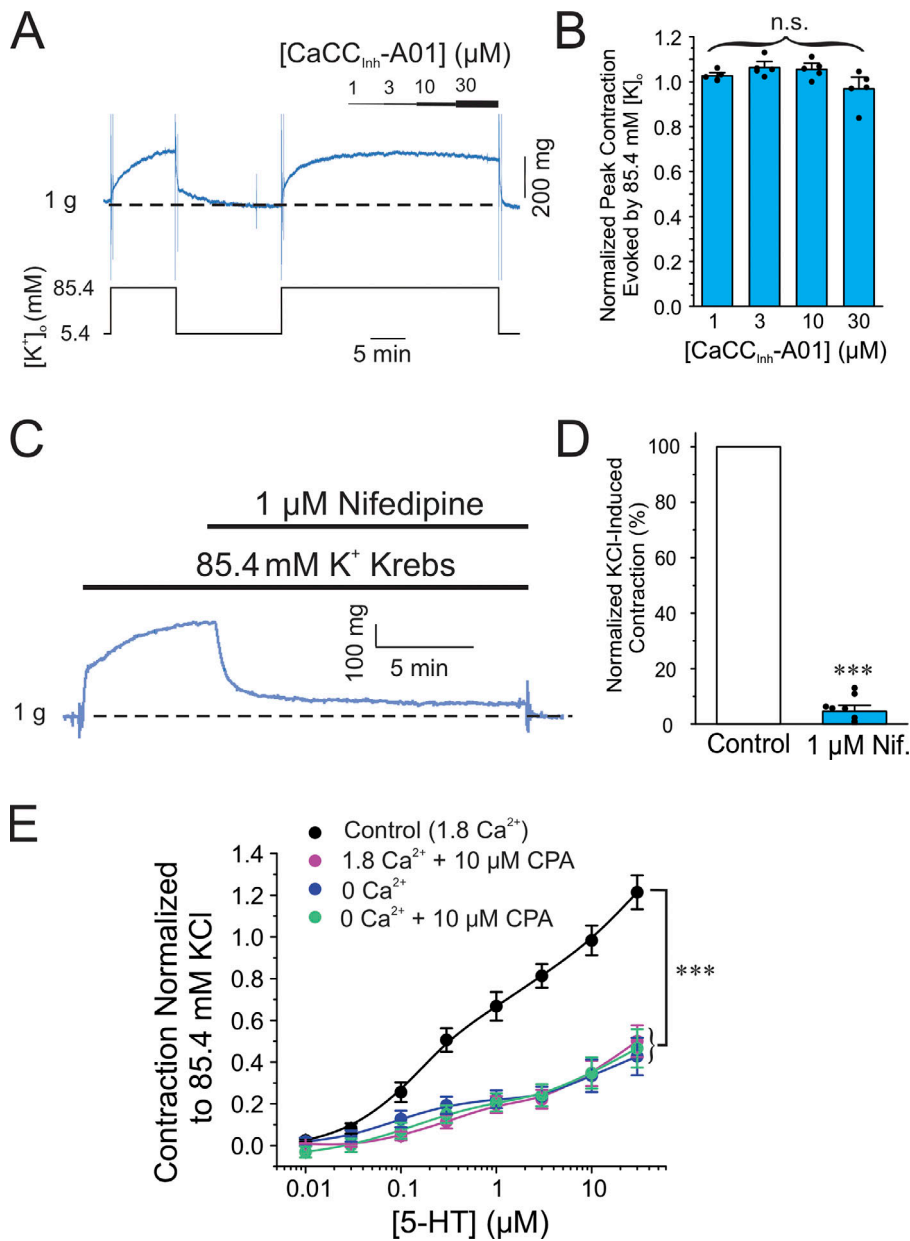 A
[CaCC_Inh-A01] (µM)
1 3 10 30
200 mg
1 g
[K⁺]ₒ (mM)
85.4
5.4
5 min
B
n.s.
Normalized Peak Contraction
Evoked by 85.4 mM [K]ₒ
1.2
1.0
0.8
0.6
0.4
0.2
0.0
1 3 10 30
[CaCC_Inh-A01] (µM)
C
1 µM Nifedipine
85.4 mM K⁺ Krebs
100 mg
5 min
1 g
D
Normalized KCl-Induced
Contraction (%)
100
80
60
40
20
0
***
Control 1 µM Nif.
E
Control (1.8 Ca²⁺)
1.8 Ca²⁺ + 10 µM CPA
0 Ca²⁺
0 Ca²⁺ + 10 µM CPA
Contraction Normalized
to 85.4 mM KCl
1.4
1.2
1.0
0.8
0.6
0.4
0.2
0.0
***
0.01 0.1 1 10
[5-HT] (µM)